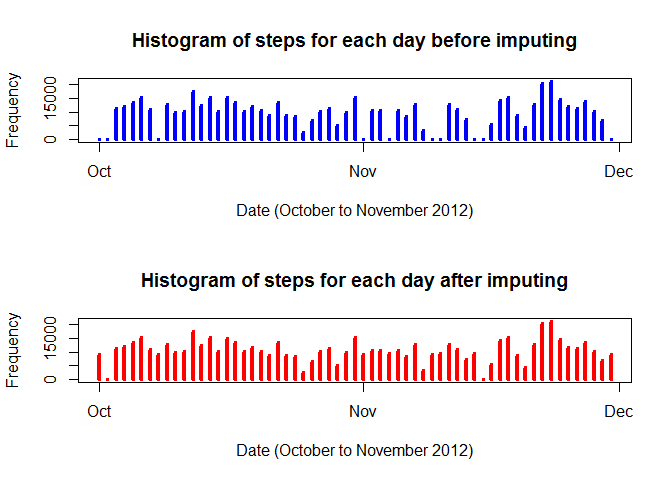 Histogram of steps for each day before imputing
Frequency
15000
0
Oct Nov Dec
Date (October to November 2012)
Histogram of steps for each day after imputing
Frequency
15000
0
Oct Nov Dec
Date (October to November 2012)